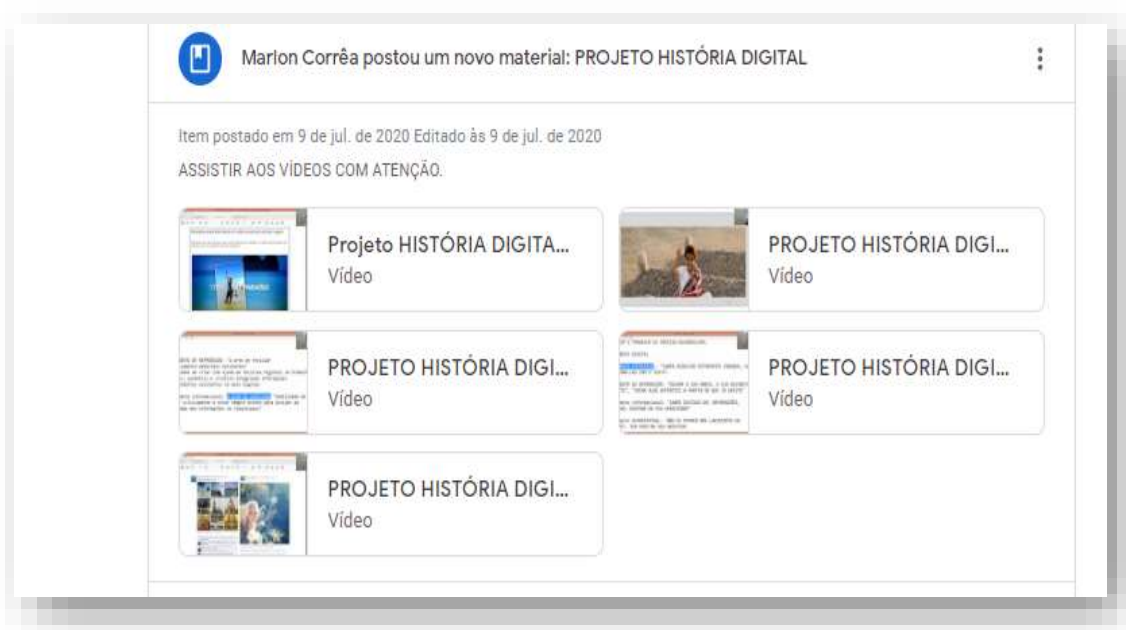 Marlon Corrêa postou um novo material: PROJETO HISTÓRIA DIGITAL
Item postado em 9 de jul. de 2020 Editado às 9 de jul. de 2020
ASSISTIR AOS VÍDEOS COM ATENÇÃO.
Projeto HISTÓRIA DIGITA...
Vídeo
PROJETO HISTÓRIA DIGI...
Vídeo
PROJETO HISTÓRIA DIGI...
Vídeo
PROJETO HISTÓRIA DIGI...
Vídeo
PROJETO HISTÓRIA DIGI...
Vídeo